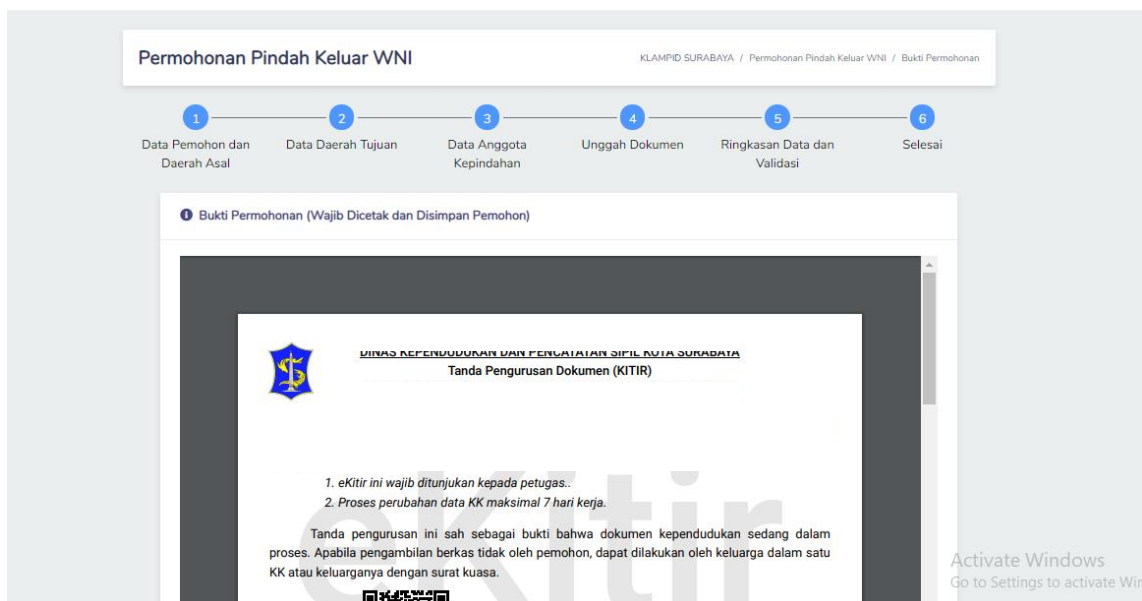 Permohonan Pindah Keluar WNI
KLAMPID SURABAYA / Permohonan Pindah Keluar WNI / Bukti Permohonan
1
2
3
4
5
6
Data Pemohon dan
Daerah Asal
Data Daerah Tujuan
Data Anggota
Kepindahan
Unggah Dokumen
Ringkasan Data dan
Validasi
Selesai
Bukti Permohonan (Wajib Dicetak dan Disimpan Pemohon)
DINAS KEPENDUDUKAN DAN PENCATATAN SIPIL KOTA SURABAYA
Tanda Pengurusan Dokumen (KITIR)
1. eKitir ini wajib ditunjukan kepada petugas..
2. Proses perubahan data KK maksimal 7 hari kerja.
Tanda pengurusan ini sah sebagai bukti bahwa dokumen kependudukan sedang dalam
proses. Apabila pengambilan berkas tidak oleh pemohon, dapat dilakukan oleh keluarga dalam satu
KK atau keluarganya dengan surat kuasa.
eKitir
Activate Windows
Go to Settings to activate Win